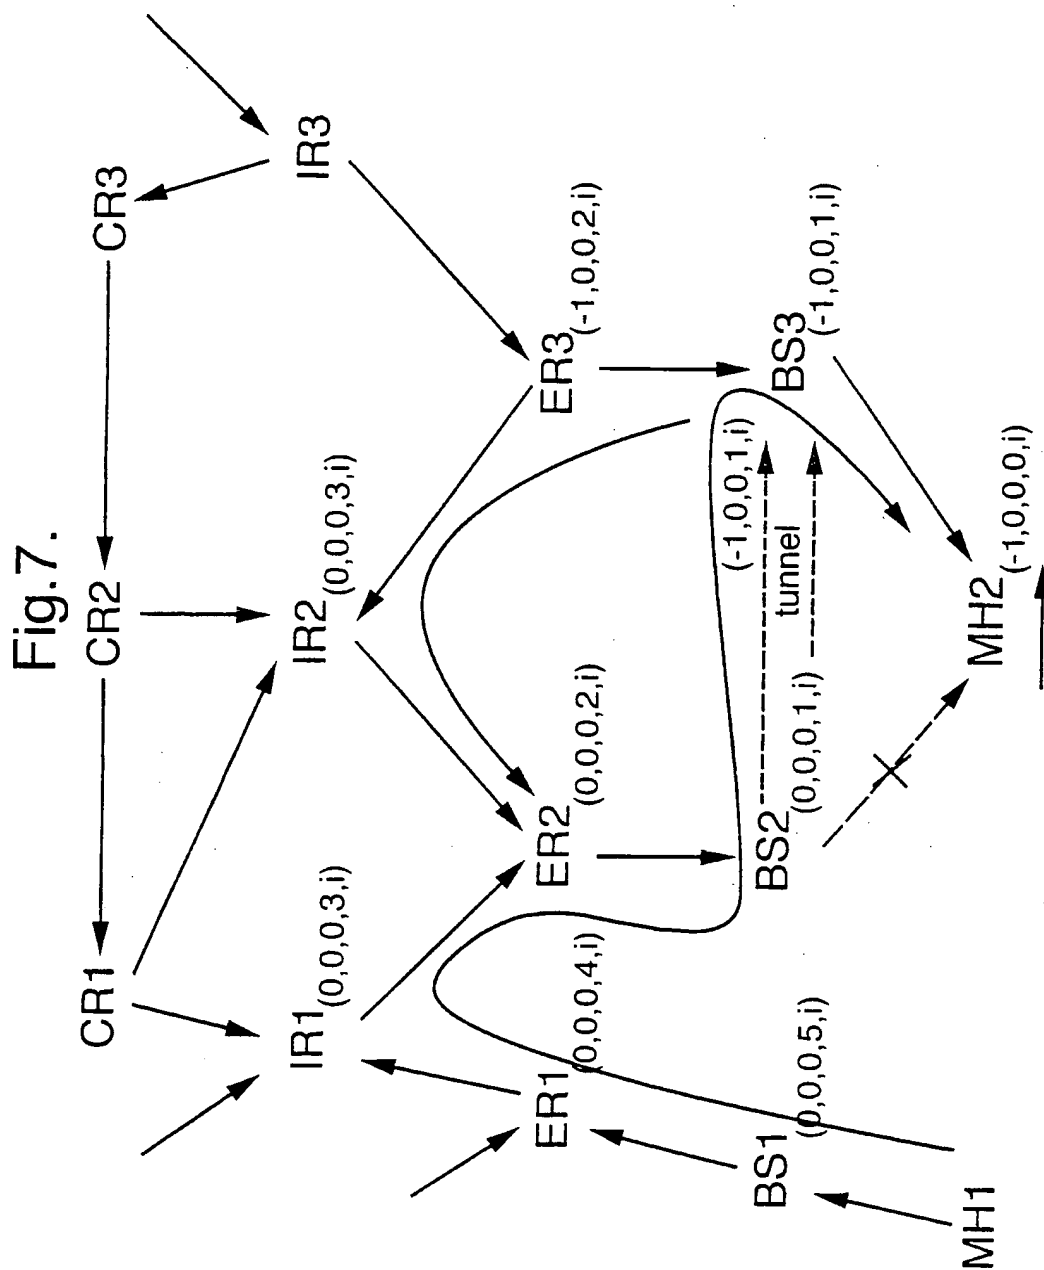 Fig.7.
CR1
CR2
CR3
IR1 (0,0,0,3,i)
IR2 (0,0,0,3,i)
IR3
ER1 (0,0,0,4,i)
ER2 (0,0,0,2,i)
ER3 (-1,0,0,2,i)
(-1,0,0,1,i)
tunnel
BS1 (0,0,0,5,i)
BS2 (0,0,0,1,i)
BS3 (-1,0,0,1,i)
MH1
MH2 (-1,0,0,0,i)